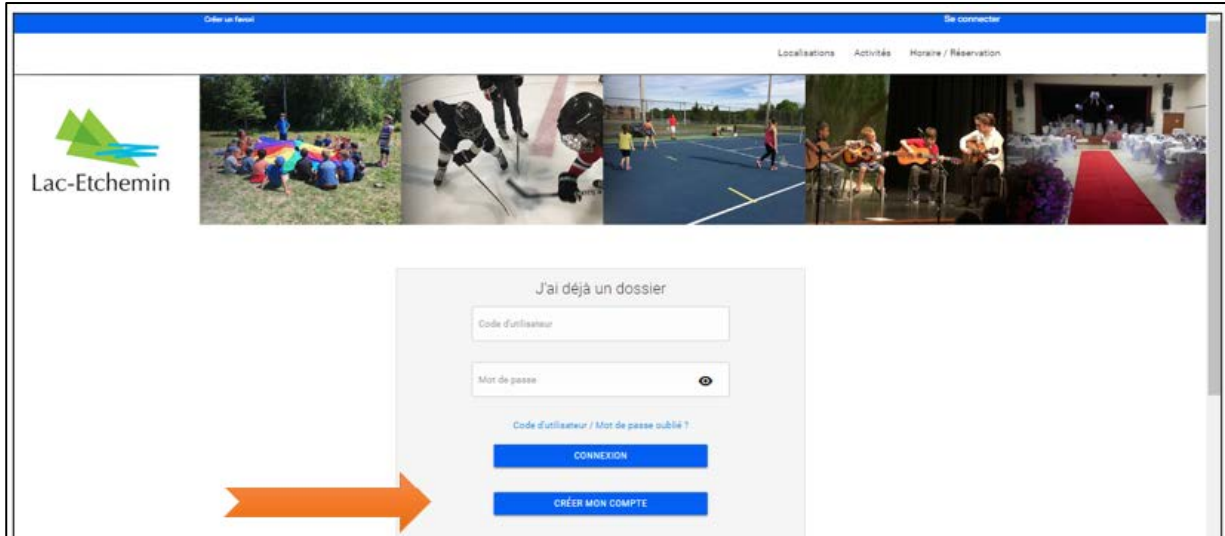 Créer un favori
Se connecter
Localisations Activités Horaire / Réservation
Lac-Etchemin
J'ai déjà un dossier
Code d'utilisateur
Mot de passe
Code d'utilisateur / Mot de passe oublié ?
CONNEXION
CRÉER MON COMPTE